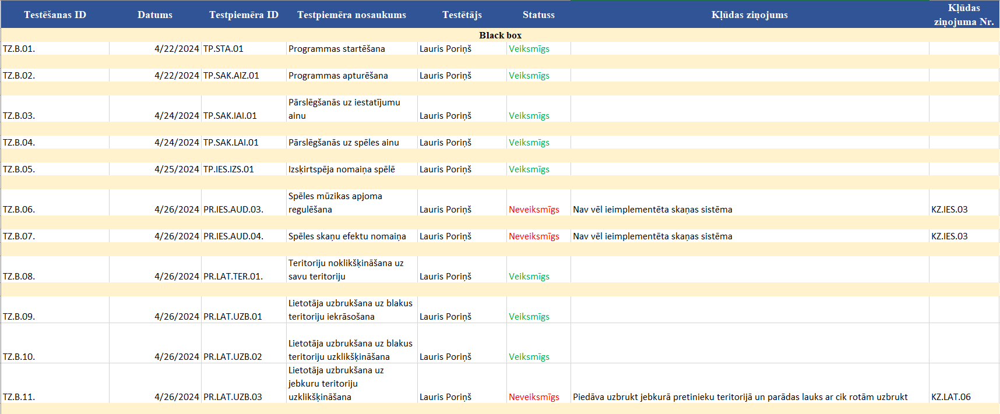 Testēšanas ID Datums Testpiemēra ID Testpiemēra nosaukums Testētājs Statuss Kļūdas ziņojums Kļūdas ziņojuma Nr.
Black box
TZ.B.01. 4/22/2024 TP.STA.01 Programmas startēšana Lauris Poriņš Veiksmīgs
TZ.B.02. 4/22/2024 TP.SAK.AIZ.01 Programmas apturēšana Lauris Poriņš Veiksmīgs
Pārslēgšanās uz iestatījumu
TZ.B.03. 4/24/2024 TP.SAK.IAI.01 ainu Lauris Poriņš Veiksmīgs
TZ.B.04. 4/24/2024 TP.SAK.LAI.01 Pārslēgšanās uz spēles ainu Lauris Poriņš Veiksmīgs
TZ.B.05. 4/25/2024 TP.IES.IZS.01 Izsķirtspēja nomaiņa spēlē Lauris Poriņš Veiksmīgs
Spēles mūzikas apjoma
TZ.B.06. 4/26/2024 PR.IES.AUD.03. regulēšana Lauris Poriņš Neveiksmīgs Nav vēl ieimplementēta skaņas sistēma KZ.IES.03
TZ.B.07. 4/26/2024 PR.IES.AUD.04. Spēles skaņu efektu nomaiņa Lauris Poriņš Neveiksmīgs Nav vēl ieimplementēta skaņas sistēma KZ.IES.03
Teritoriju noklikšķināšana uz
TZ.B.08. 4/26/2024 PR.LAT.TER.01. savu teritoriju Lauris Poriņš Veiksmīgs
Lietotāja uzbrukšana uz blakus
TZ.B.09. 4/26/2024 PR.LAT.UZB.01 teritoriju iekrāsošana Lauris Poriņš Veiksmīgs
Lietotāja uzbrukšana uz blakus
TZ.B.10. 4/26/2024 PR.LAT.UZB.02 teritoriju uzklikšķināšana Lauris Poriņš Veiksmīgs
Lietotāja uzbrukšana uz
jebkuru teritoriju
TZ.B.11. 4/26/2024 PR.LAT.UZB.03 uzklikšķināšana Lauris Poriņš Neveiksmīgs Piedāva uzbrukt jebkurā pretinieku teritorijā un parādas lauks ar cik rotām uzbrukt KZ.LAT.06